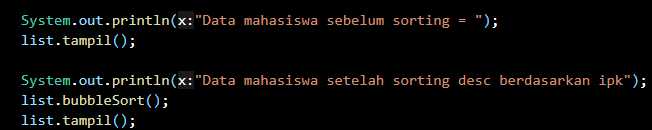 System.out.println(x:"Data mahasiswa sebelum sorting = ");
list.tampil();
System.out.println(x:"Data mahasiswa setelah sorting desc berdasarkan ipk");
list.bubbleSort();
list.tampil();